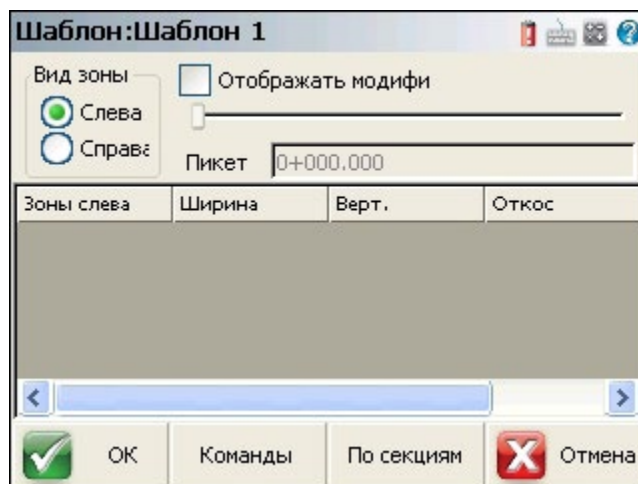 Шаблон:Шаблон 1
Вид зоны
Отображать модифи
Слева
Справа
Пикет 0+000.000
Зоны слева Ширина Верт. Откос
ОК Команды По секциям Отмена